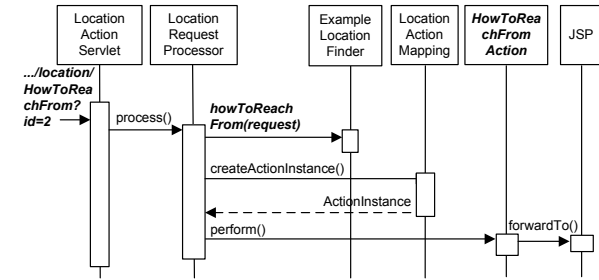 Location
Action
Servlet
Location
Request
Processor
Example
Location
Finder
Location
Action
Mapping
HowToRea
chFrom
Action
JSP
.../location/
HowToRea
chFrom?
id=2
process()
howToReach
From(request)
createActionInstance()
ActionInstance
perform()
forwardTo()